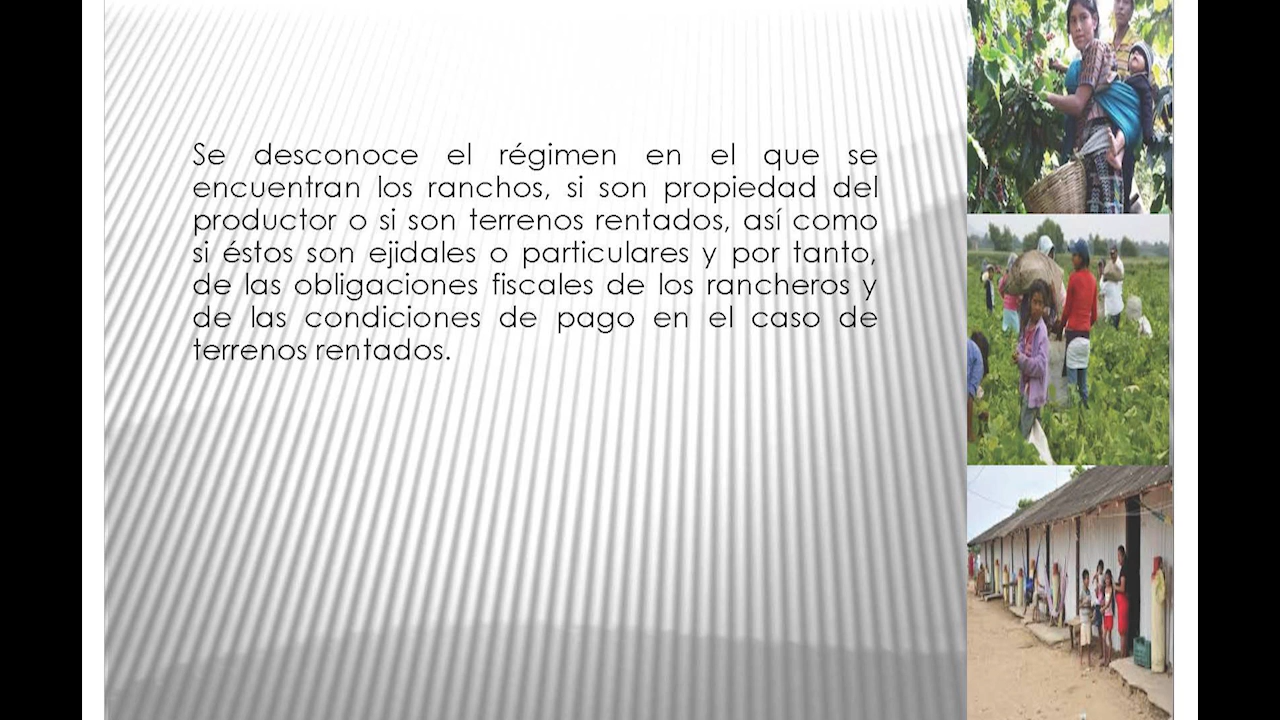 Se desconoce el régimen en el que se
encuentran los ranchos, si son propiedad del
productor o si son terrenos rentados, así como
si éstos son ejidales o particulares y por tanto,
de las obligaciones fiscales de los rancheros y
de las condiciones de pago en el caso de
terrenos rentados.